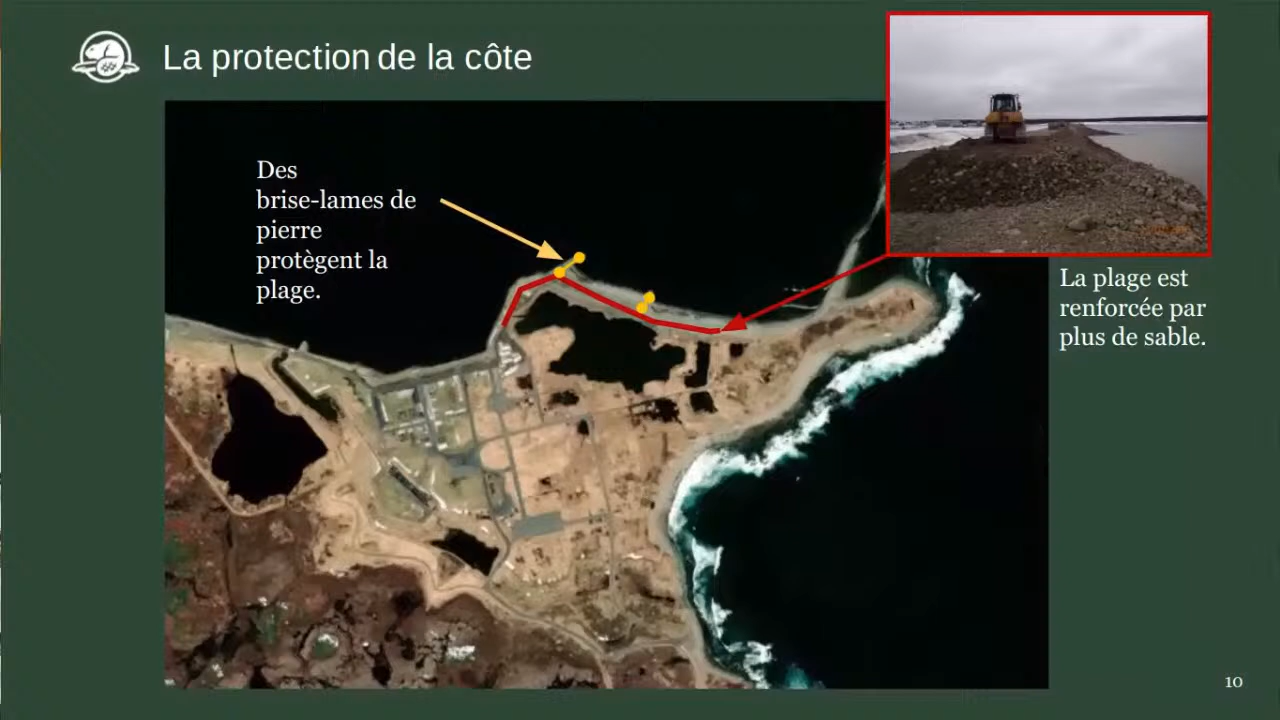 La protection de la côte
Des
brise-lames de
pierre
protègent la
plage.
La plage est
renforcée par
plus de sable.
10